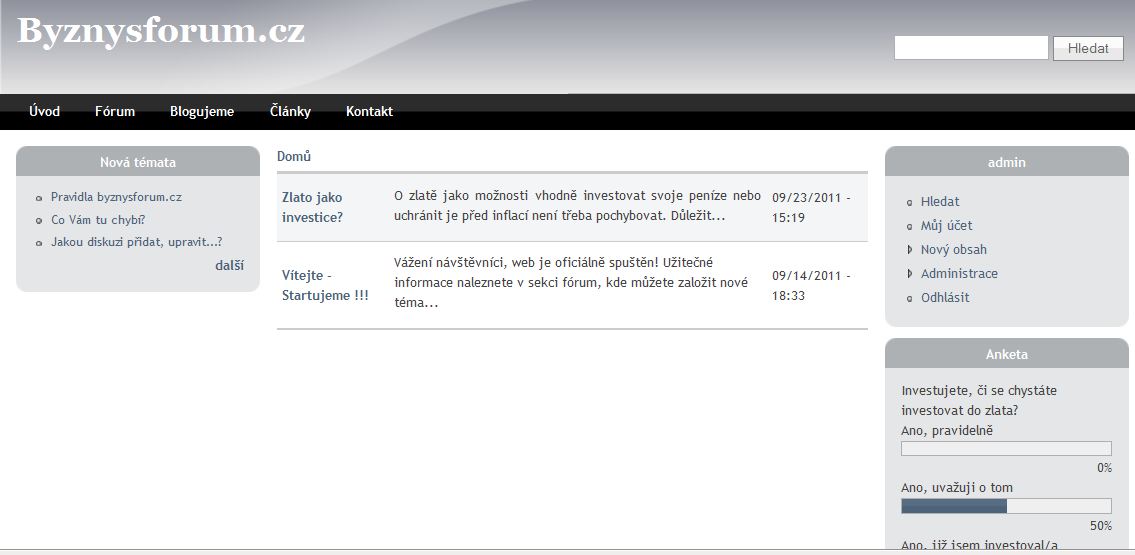 Byznysforum.cz
Hledat
Úvod Fórum Blogujeme Články Kontakt
Nová témata
Pravidla byznysforum.cz
Co Vám tu chybí?
Jakou diskuzi přidat, upravit...?
další
Domů
Zlato jako
investice?
O zlatě jako možnosti vhodně investovat svoje peníze nebo
uchránit je před inflací není třeba pochybovat. Důležit...
09/23/2011 -
15:19
Vítejte -
Startujeme !!!
Vážení návštěvníci, web je oficiálně spuštěn! Užitečné
informace naleznete v sekci fórum, kde můžete založit nové
téma...
09/14/2011 -
18:33
admin
Hledat
Můj účet
Nový obsah
Administrace
Odhlásit
Anketa
Investujete, či se chystáte
investovat do zlata?
Ano, pravidelně
0%
Ano, uvažuji o tom
50%
Ano, již jsem investoval/a